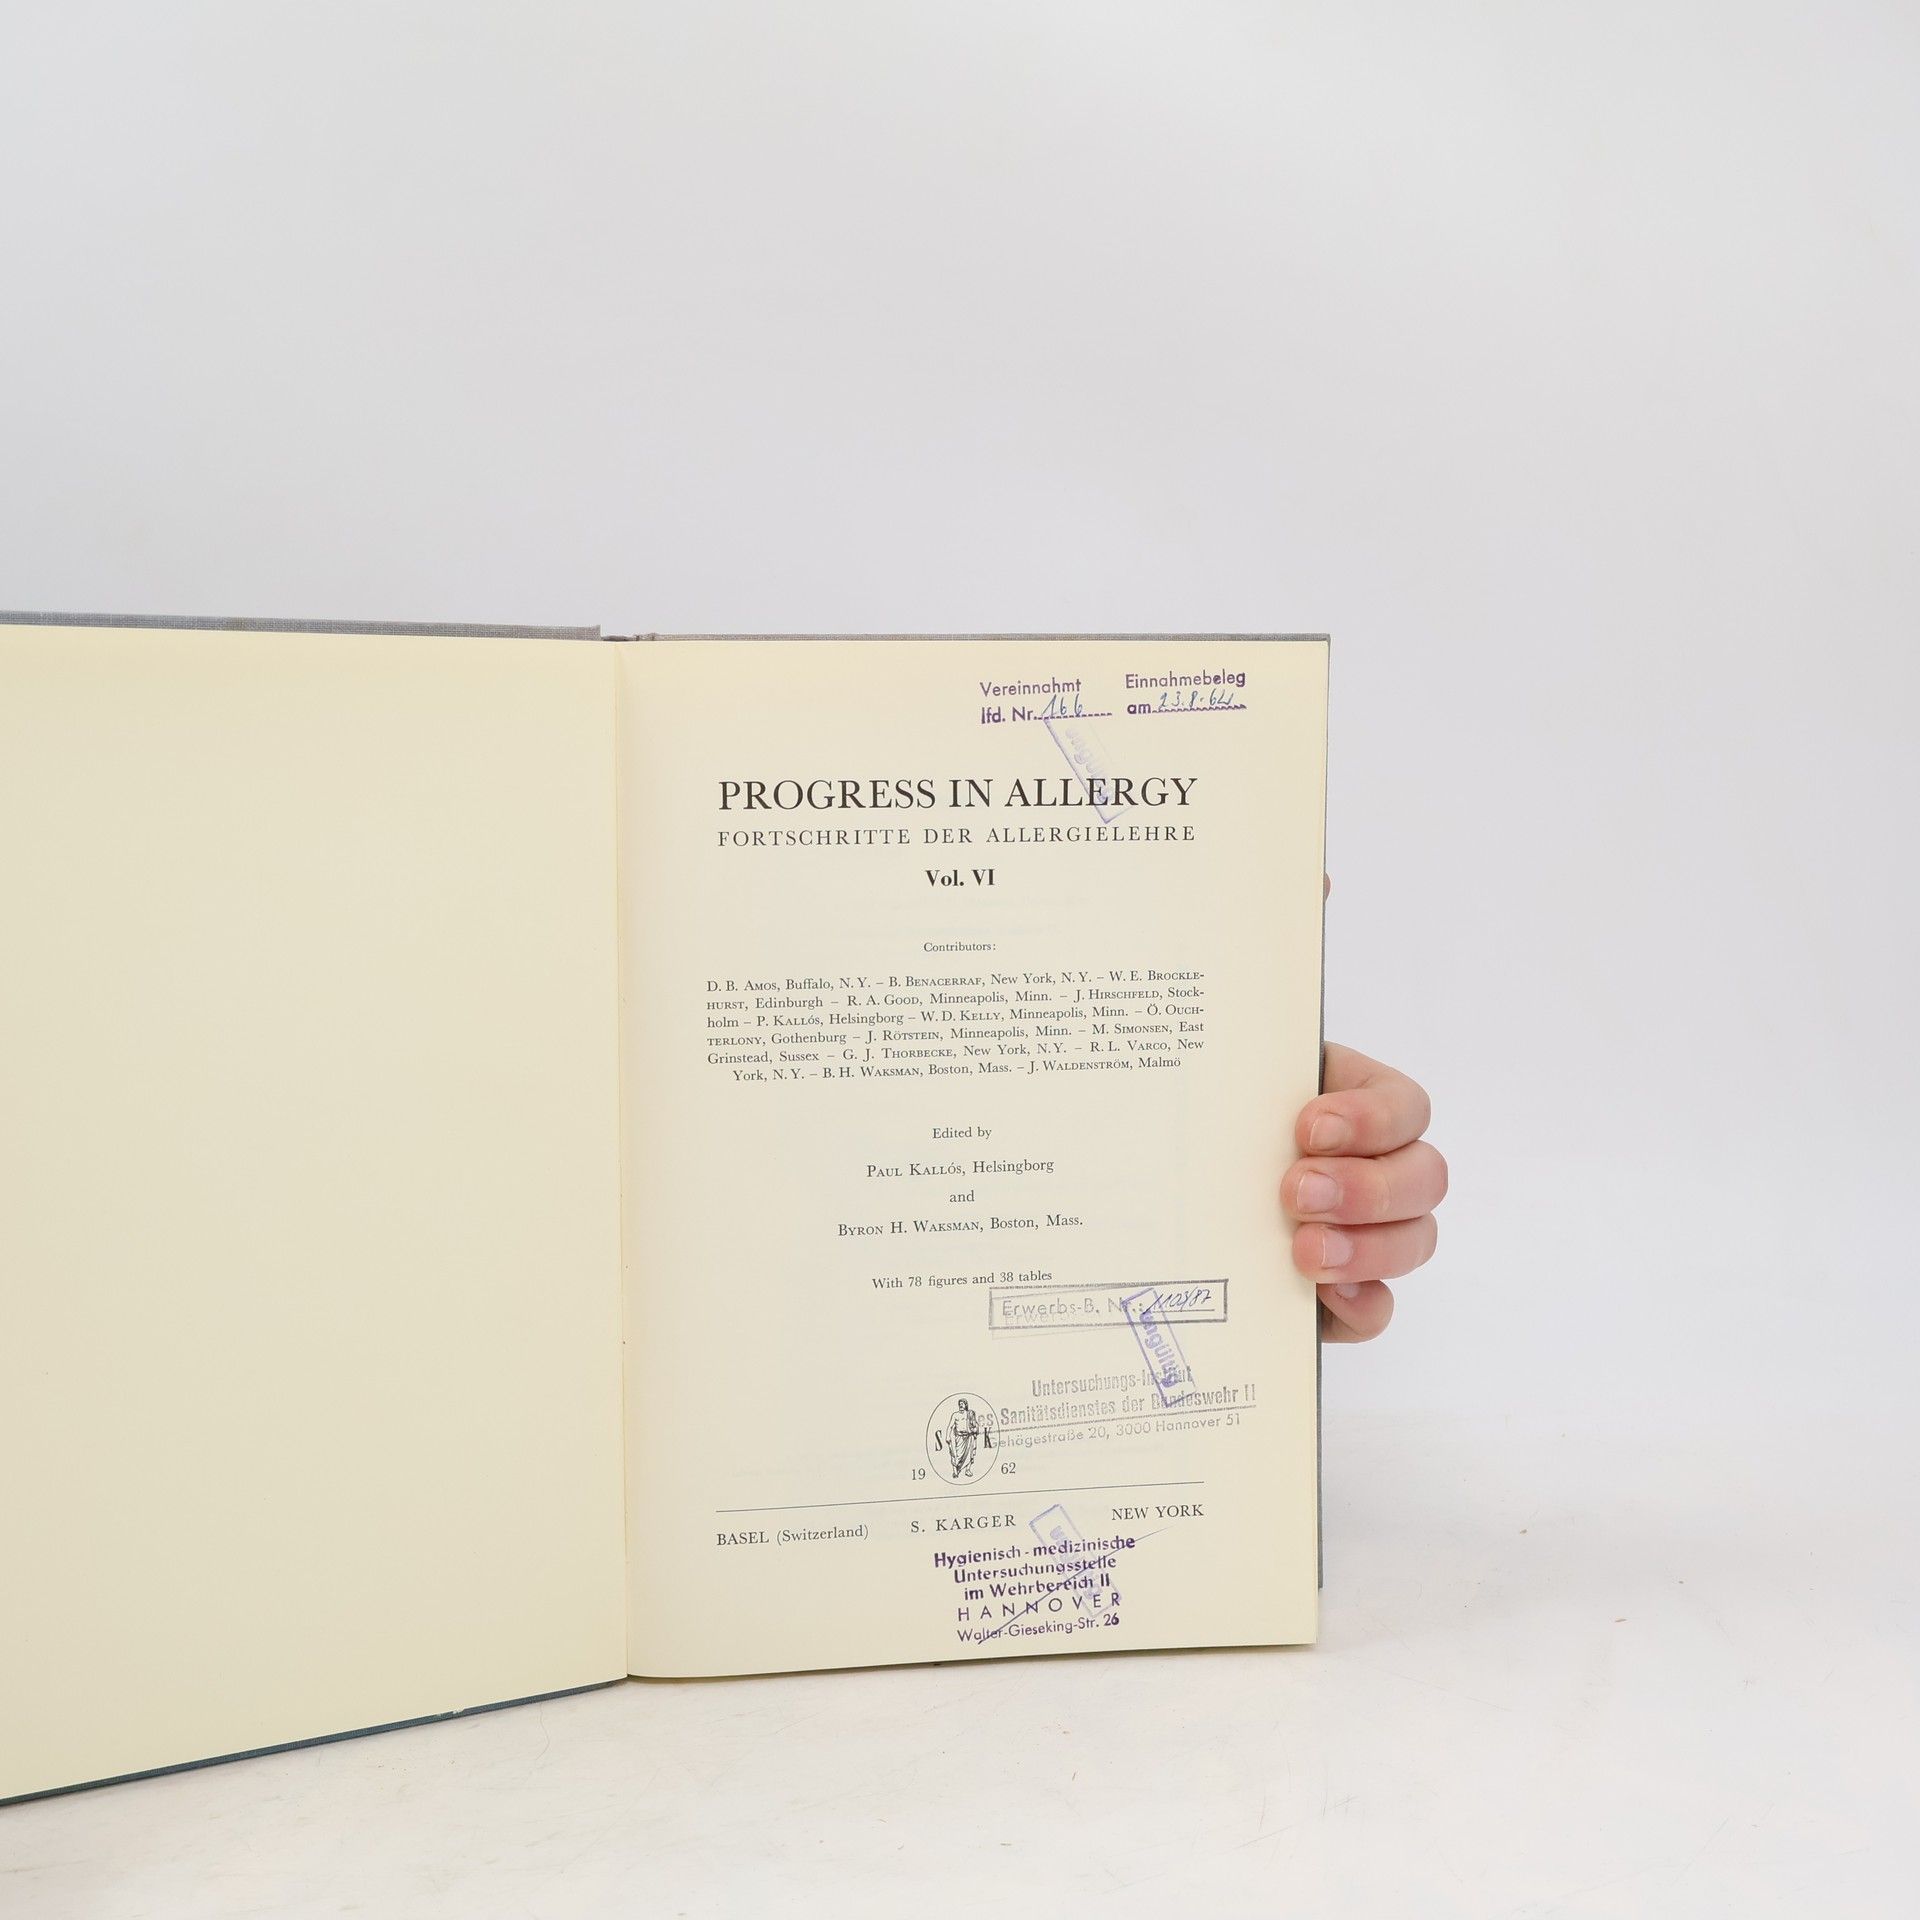 Vereinnahmt Einnahmebeleg
lfd. Nr. 166 am 23.8.64
ungültig
PROGRESS IN ALLERGY
FORTSCHRITTE DER ALLERGIELEHRE
Vol. VI
Contributors:
D. B. AMOS, Buffalo, N. Y. – B. BENACERRAF, New York, N. Y. – W. E. BROCKLE-
HURST, Edinburgh – R. A. GOOD, Minneapolis, Minn. – J. HIRSCHFELD, Stock-
holm – P. KALLÓS, Helsingborg – W. D. KELLY, Minneapolis, Minn. – Ö. OUCH-
TERLONY, Gothenburg – J. RÖTSTEIN, Minneapolis, Minn. – M. SIMONSEN, East
Grinstead, Sussex – G. J. THORBECKE, New York, N. Y. – R. L. VARCO, New
York, N. Y. – B. H. WAKSMAN, Boston, Mass. – J. WALDENSTRÖM, Malmö
Edited by
PAUL KALLÓS, Helsingborg
and
BYRON H. WAKSMAN, Boston, Mass.
With 78 figures and 38 tables
Erwerbs-B. Nr.: 1103/87
ungültig
Untersuchungs-Institut
des Sanitätsdienstes der Bundeswehr II
Gehägestraße 20, 3000 Hannover 51
S K
19 62
BASEL (Switzerland) S. KARGER NEW YORK
ungültig
Hygienisch-medizinische
Untersuchungsstelle
im Wehrbereich II
HANNOVER
Walter-Gieseking-Str. 26